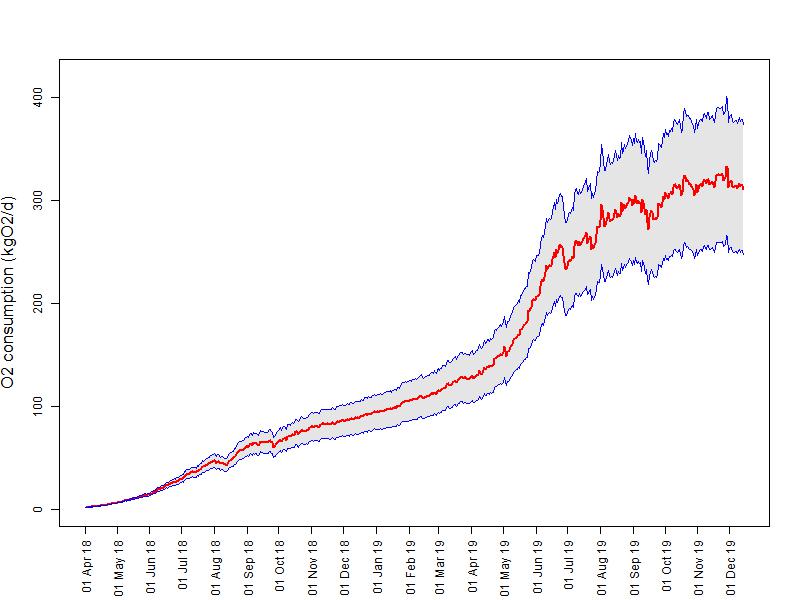 O2 consumption (kgO2/d)
400
300
200
100
0
01 Apr 18
01 May 18
01 Jun 18
01 Jul 18
01 Aug 18
01 Sep 18
01 Oct 18
01 Nov 18
01 Dec 18
01 Jan 19
01 Feb 19
01 Mar 19
01 Apr 19
01 May 19
01 Jun 19
01 Jul 19
01 Aug 19
01 Sep 19
01 Oct 19
01 Nov 19
01 Dec 19